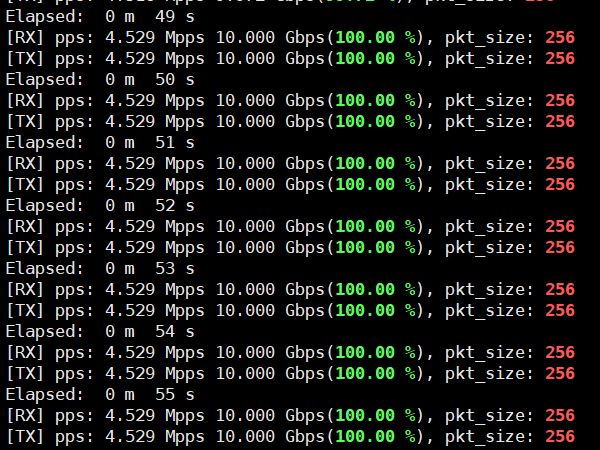 Elapsed:  0 m  49 s
[RX] pps: 4.529 Mpps 10.000 Gbps(100.00 %), pkt_size: 256
[TX] pps: 4.529 Mpps 10.000 Gbps(100.00 %), pkt_size: 256
Elapsed:  0 m  50 s
[RX] pps: 4.529 Mpps 10.000 Gbps(100.00 %), pkt_size: 256
[TX] pps: 4.529 Mpps 10.000 Gbps(100.00 %), pkt_size: 256
Elapsed:  0 m  51 s
[RX] pps: 4.529 Mpps 10.000 Gbps(100.00 %), pkt_size: 256
[TX] pps: 4.529 Mpps 10.000 Gbps(100.00 %), pkt_size: 256
Elapsed:  0 m  52 s
[RX] pps: 4.529 Mpps 10.000 Gbps(100.00 %), pkt_size: 256
[TX] pps: 4.529 Mpps 10.000 Gbps(100.00 %), pkt_size: 256
Elapsed:  0 m  53 s
[RX] pps: 4.529 Mpps 10.000 Gbps(100.00 %), pkt_size: 256
[TX] pps: 4.529 Mpps 10.000 Gbps(100.00 %), pkt_size: 256
Elapsed:  0 m  54 s
[RX] pps: 4.529 Mpps 10.000 Gbps(100.00 %), pkt_size: 256
[TX] pps: 4.529 Mpps 10.000 Gbps(100.00 %), pkt_size: 256
Elapsed:  0 m  55 s
[RX] pps: 4.529 Mpps 10.000 Gbps(100.00 %), pkt_size: 256
[TX] pps: 4.529 Mpps 10.000 Gbps(100.00 %), pkt_size: 256